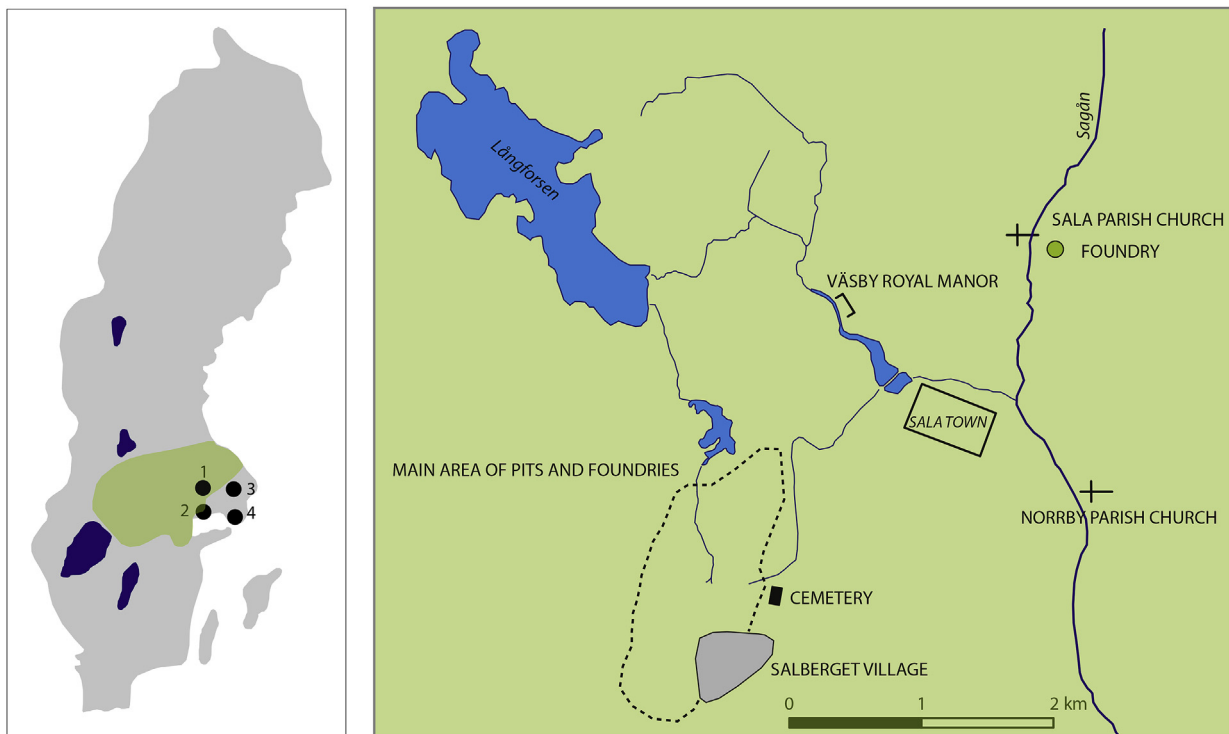 1
3
2
4
Långforsen
Sagån
SALA PARISH CHURCH
FOUNDRY
VÄSBY ROYAL MANOR
SALA TOWN
MAIN AREA OF PITS AND FOUNDRIES
NORRBY PARISH CHURCH
CEMETERY
SALBERGET VILLAGE
0 1 2 km